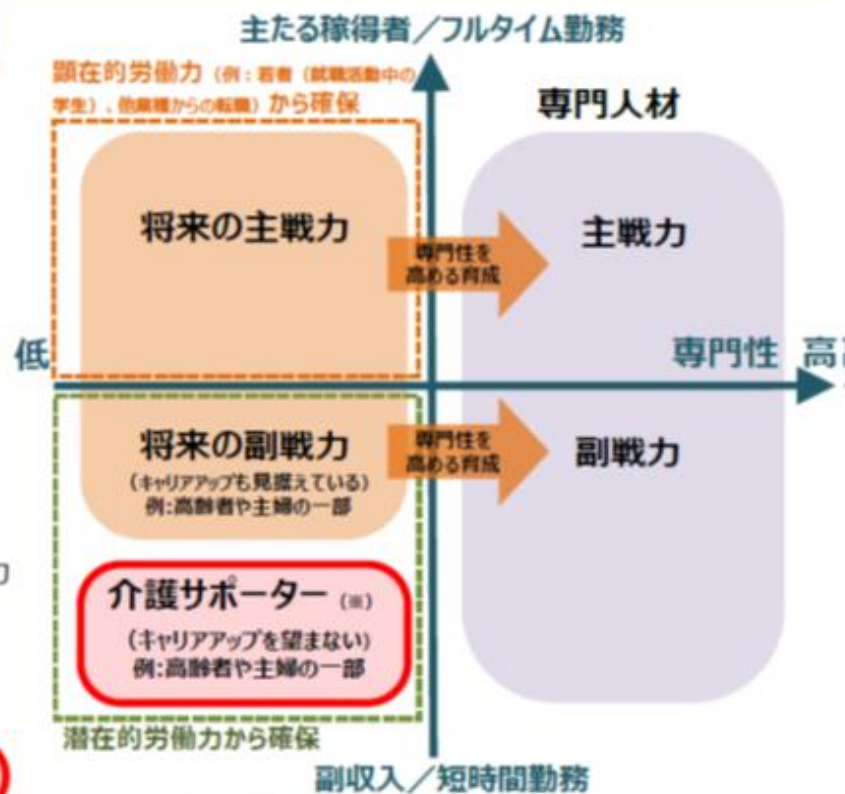 主たる稼得者／フルタイム勤務
顕在的労働力（例：若者（就職活動中の
学生）、他業種からの転職）から確保
専門人材
将来の主戦力
専門性を
高める育成
主戦力
低
専門性 高
将来の副戦力
（キャリアアップも見据えている）
例:高齢者や主婦の一部
専門性を
高める育成
副戦力
介護サポーター（※）
（キャリアアップを望まない）
例:高齢者や主婦の一部
潜在的労働力から確保
副収入／短時間勤務